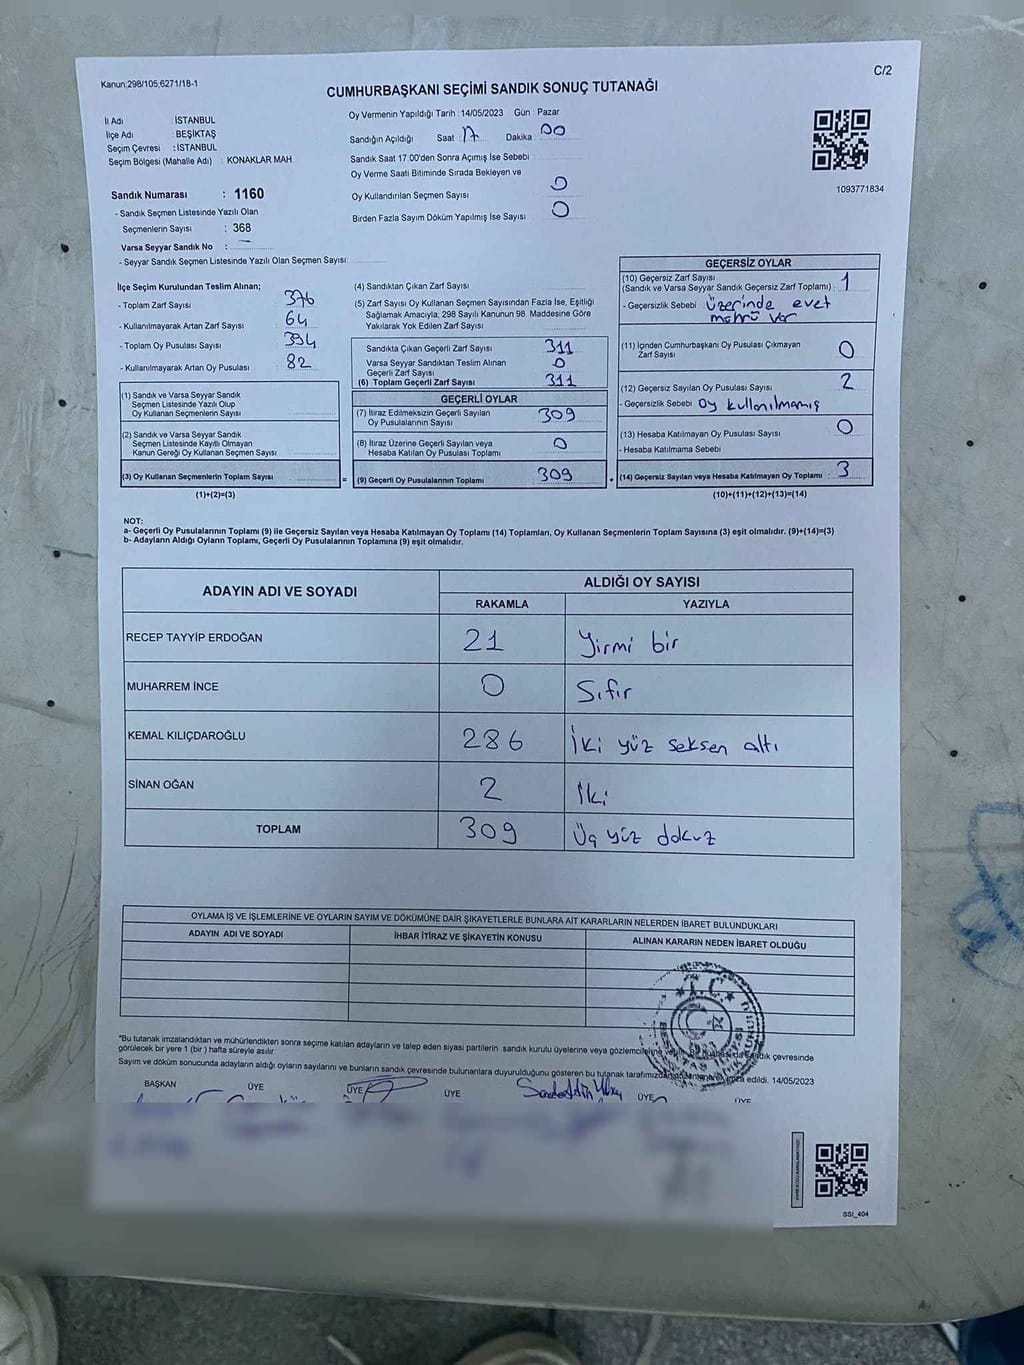 Kanun:298/105;6271/18-1
C/2
CUMHURBAŞKANI SEÇİMİ SANDIK SONUÇ TUTANAĞI
İl Adı : İSTANBUL
İlçe Adı : BEŞİKTAŞ
Seçim Çevresi : İSTANBUL
Seçim Bölgesi (Mahalle Adı) : KONAKLAR MAH
Sandık Numarası : 1160
- Sandık Seçmen Listesinde Yazılı Olan
Seçmenlerin Sayısı : 368
Varsa Seyyar Sandık No : —
- Seyyar Sandık Seçmen Listesinde Yazılı Olan Seçmen Sayısı:
Oy Vermenin Yapıldığı Tarih :14/05/2023 Gün : Pazar
Sandığın Açıldığı Saat : 17 Dakika : 00
Sandık Saat 17:00'den Sonra Açımış İse Sebebi
Oy Verme Saati Bitiminde Sırada Bekleyen ve
Oy Kullandırılan Seçmen Sayısı 0
Birden Fazla Sayım Döküm Yapılmış İse Sayısı 0
1093771834
İlçe Seçim Kurulundan Teslim Alınan;
- Toplam Zarf Sayısı : 376
- Kullanılmayarak Artan Zarf Sayısı : 64
- Toplam Oy Pusulası Sayısı : 394
- Kullanılmayarak Artan Oy Pusulası : 82
(1) Sandık ve Varsa Seyyar Sandık
Seçmen Listesinde Yazılı Olup
Oy Kullanan Seçmenlerin Sayısı
(2) Sandık ve Varsa Seyyar Sandık
Seçmen Listesinde Kayıtlı Olmayan
Kanun Gereği Oy Kullanan Seçmen Sayısı
(3) Oy Kullanan Seçmenlerin Toplam Sayısı
(1)+(2)=(3)
(4) Sandıktan Çıkan Zarf Sayısı
(5) Zarf Sayısı Oy Kullanan Seçmen Sayısından Fazla İse, Eşitliği
Sağlamak Amacıyla, 298 Sayılı Kanunun 98. Maddesine Göre
Yakılarak Yok Edilen Zarf Sayısı
Sandıkta Çıkan Geçerli Zarf Sayısı 311
Varsa Seyyar Sandıktan Teslim Alınan
Geçerli Zarf Sayısı 0
(6) Toplam Geçerli Zarf Sayısı 311
GEÇERLİ OYLAR
(7) İtiraz Edilmeksizin Geçerli Sayılan
Oy Pusulalarının Sayısı 309
(8) İtiraz Üzerine Geçerli Sayılan veya
Hesaba Katılan Oy Pusulası Toplamı 0
= (9) Geçerli Oy Pusulalarının Toplamı 309 +
GEÇERSİZ OYLAR
(10) Geçersiz Zarf Sayısı
(Sandık ve Varsa Seyyar Sandık Geçersiz Zarf Toplamı) : 1
- Geçersizlik Sebebi : üzerinde evet
mührü var
(11) İçinden Cumhurbaşkanı Oy Pusulası Çıkmayan
Zarf Sayısı 0
(12) Geçersiz Sayılan Oy Pusulası Sayısı 2
- Geçersizlik Sebebi : Oy kullanılmamış
(13) Hesaba Katılmayan Oy Pusulası Sayısı 0
- Hesaba Katılmama Sebebi :
(14) Geçersiz Sayılan veya Hesaba Katılmayan Oy Toplamı : 3
(10)+(11)+(12)+(13)=(14)
NOT:
a- Geçerli Oy Pusulalarının Toplamı (9) ile Geçersiz Sayılan veya Hesaba Katılmayan Oy Toplamı (14) Toplamları, Oy Kullanan Seçmenlerin Toplam Sayısına (3) eşit olmalıdır. (9)+(14)=(3)
b- Adayların Aldığı Oyların Toplamı, Geçerli Oy Pusulalarının Toplamına (9) eşit olmalıdır.
ADAYIN ADI VE SOYADI
ALDIĞI OY SAYISI
RAKAMLA YAZIYLA
RECEP TAYYİP ERDOĞAN 21 Yirmi bir
MUHARREM İNCE 0 Sıfır
KEMAL KILIÇDAROĞLU 286 İki yüz seksen altı
SİNAN OĞAN 2 İki
TOPLAM 309 Üç yüz dokuz
OYLAMA İŞ VE İŞLEMLERİNE VE OYLARIN SAYIM VE DÖKÜMÜNE DAİR ŞİKAYETLERLE BUNLARA AİT KARARLARIN NELERDEN İBARET BULUNDUKLARI
ADAYIN ADI VE SOYADI İHBAR İTİRAZ VE ŞİKAYETİN KONUSU ALINAN KARARIN NEDEN İBARET OLDUĞU
T.C.
*Bu tutanak imzalandıktan ve mühürlendikten sonra seçime katılan adayların ve talep eden siyasi partilerin sandık kurulu üyelerine veya gözlemcilerine sandık çevresinde
görülecek bir yere 1 (bir) hafta süreyle asılır.
Sayım ve döküm sonucunda adayların aldığı oyların sayılarını ve bunların sandık çevresinde bulunanlara duyurulduğunu gösteren bu tutanak tarafımızdan imza edildi. 14/05/2023
BAŞKAN ÜYE ÜYE ÜYE ÜYE ÜYE
SSI_404